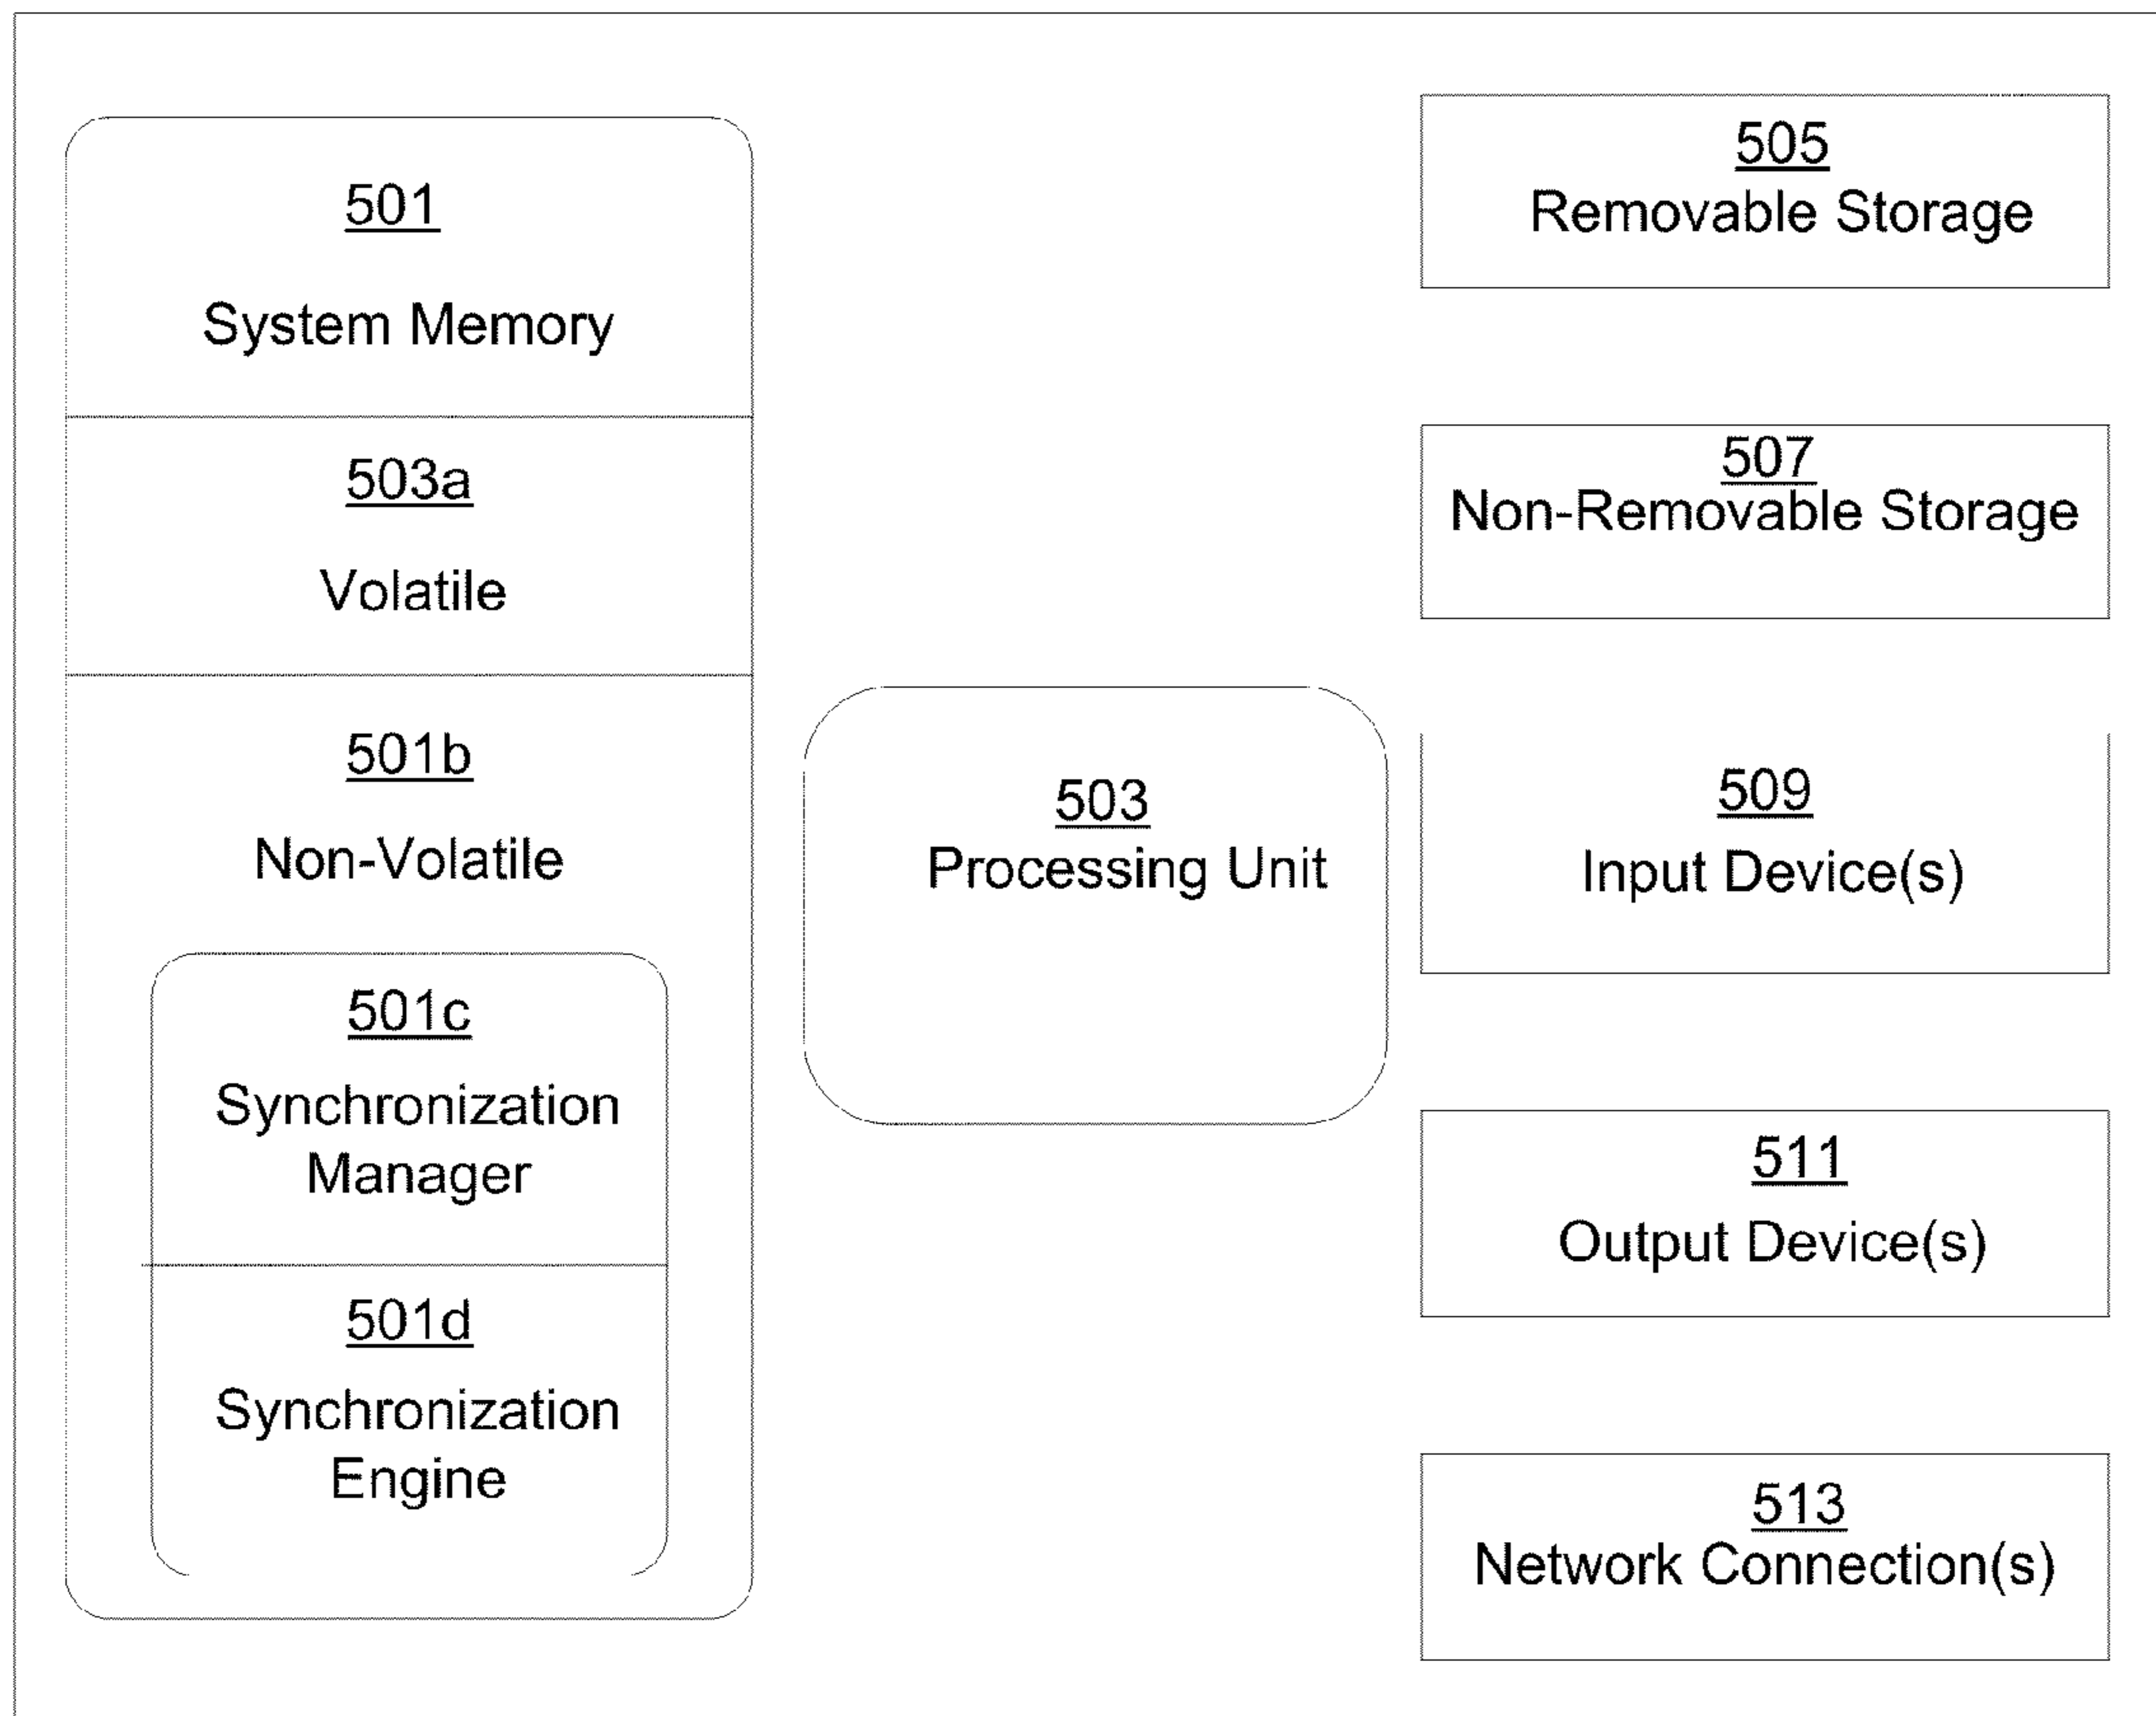 501
System Memory
503a
Volatile
501b
Non-Volatile
501c
Synchronization
Manager
501d
Synchronization
Engine
503
Processing Unit
505
Removable Storage
507
Non-Removable Storage
509
Input Device(s)
511
Output Device(s)
513
Network Connection(s)